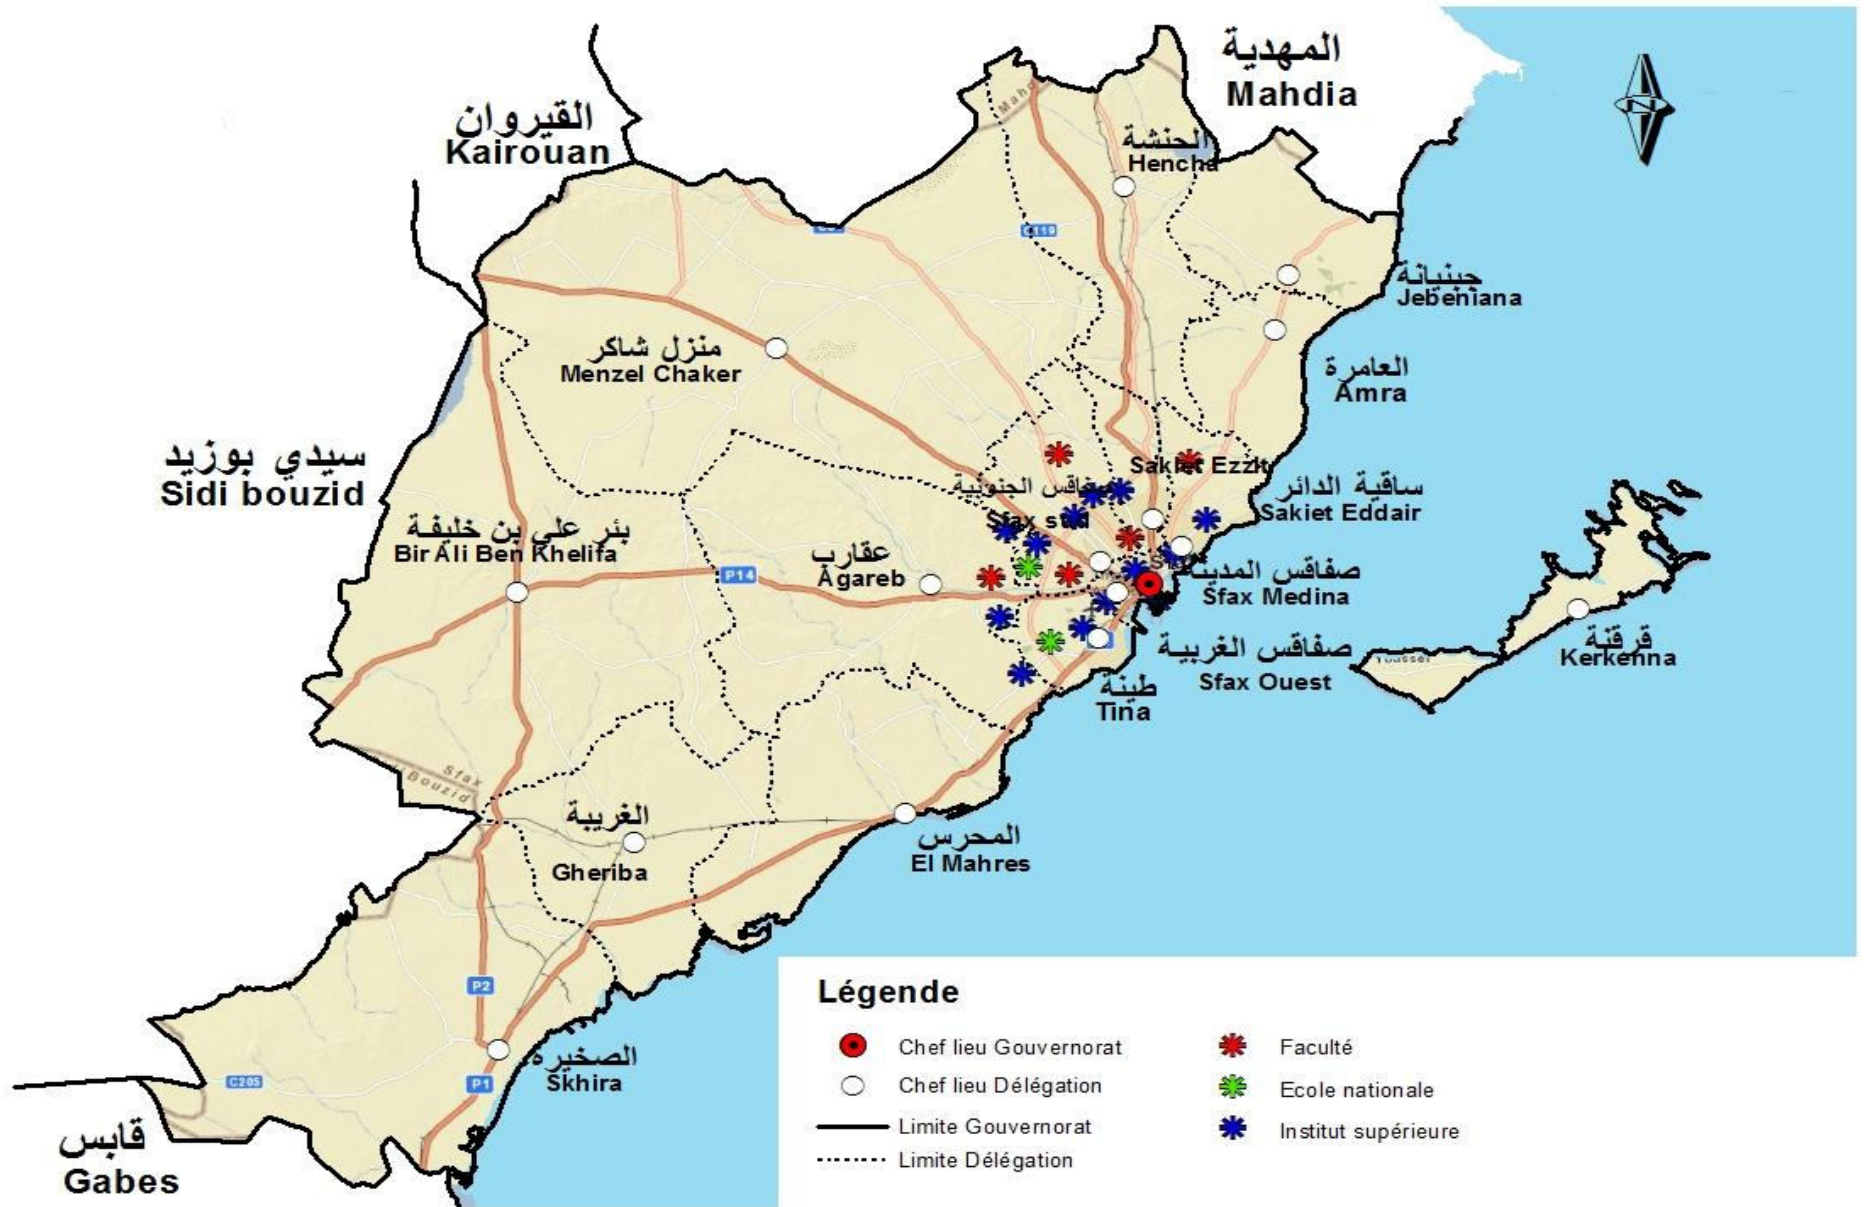 المهدية
Mahdia
القيروان
Kairouan
الحنشة
Hencha
C119
جبنيانة
Jebeniana
منزل شاكر
Menzel Chaker
العامرة
Amra
سيدي بوزيد
Sidi bouzid
Sakiet Ezzit
صفاقس الجنوبية
Sfax sud
ساقية الدائر
Sakiet Eddair
بئر علي بن خليفة
Bir Ali Ben Khelifa
عقارب
Agareb
P14
صفاقس المدينة
Sfax Medina
صفاقس الغربية
Sfax Ouest
قرقنة
Kerkenna
طينة
Tina
Sfax
Bouzid
الغريبة
Gheriba
المحرس
El Mahres
P2
الصخيرة
Skhira
C205
P1
قابس
Gabes
N
Légende
Chef lieu Gouvernorat
Chef lieu Délégation
Limite Gouvernorat
Limite Délégation
Faculté
Ecole nationale
Institut supérieure